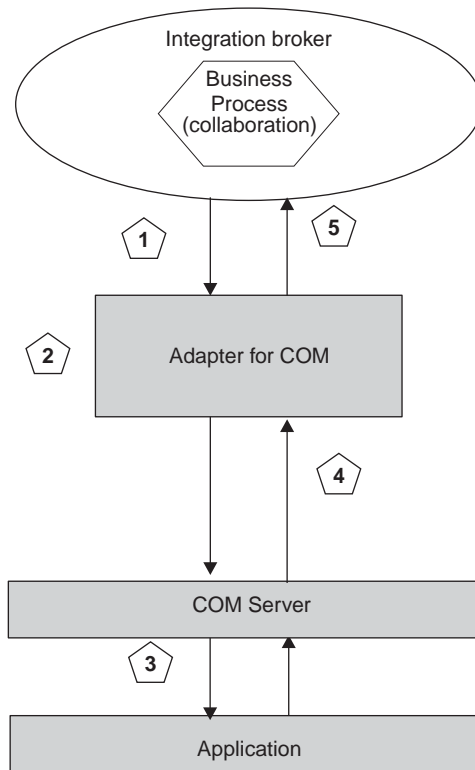 Integration broker
Business
Process
(collaboration)
1
5
2
Adapter for COM
4
COM Server
3
Application